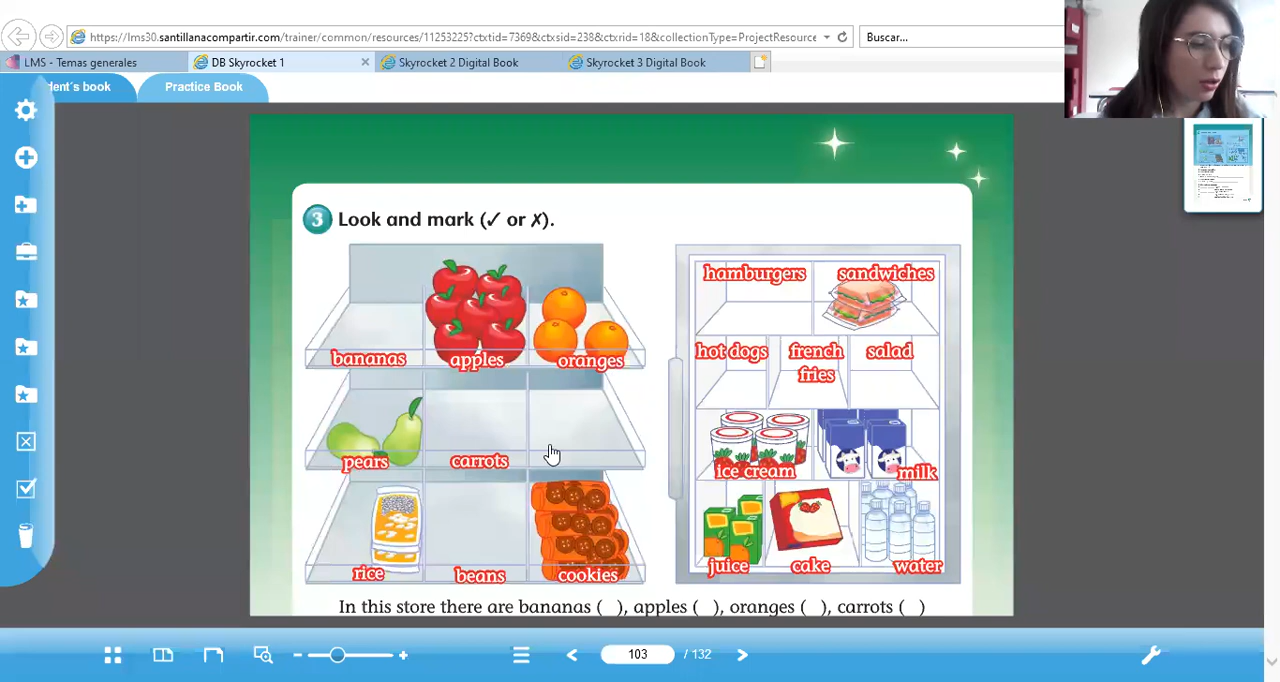 https://lms30.santillanacompartir.com/trainer/common/resources/11253225?ctxtid=7369&ctxsid=238&ctxrid=18&collectionType=ProjectResource
Buscar...
LMS - Temas generales
DB Skyrocket 1
Skyrocket 2 Digital Book
Skyrocket 3 Digital Book
dent´s book
Practice Book
3 Look and mark (✓ or ✗).
hamburgers sandwiches
bananas apples oranges
hot dogs french fries salad
pears carrots
ice cream milk
rice beans cookies
juice cake water
In this store there are bananas ( ), apples ( ), oranges ( ), carrots ( )
103 / 132